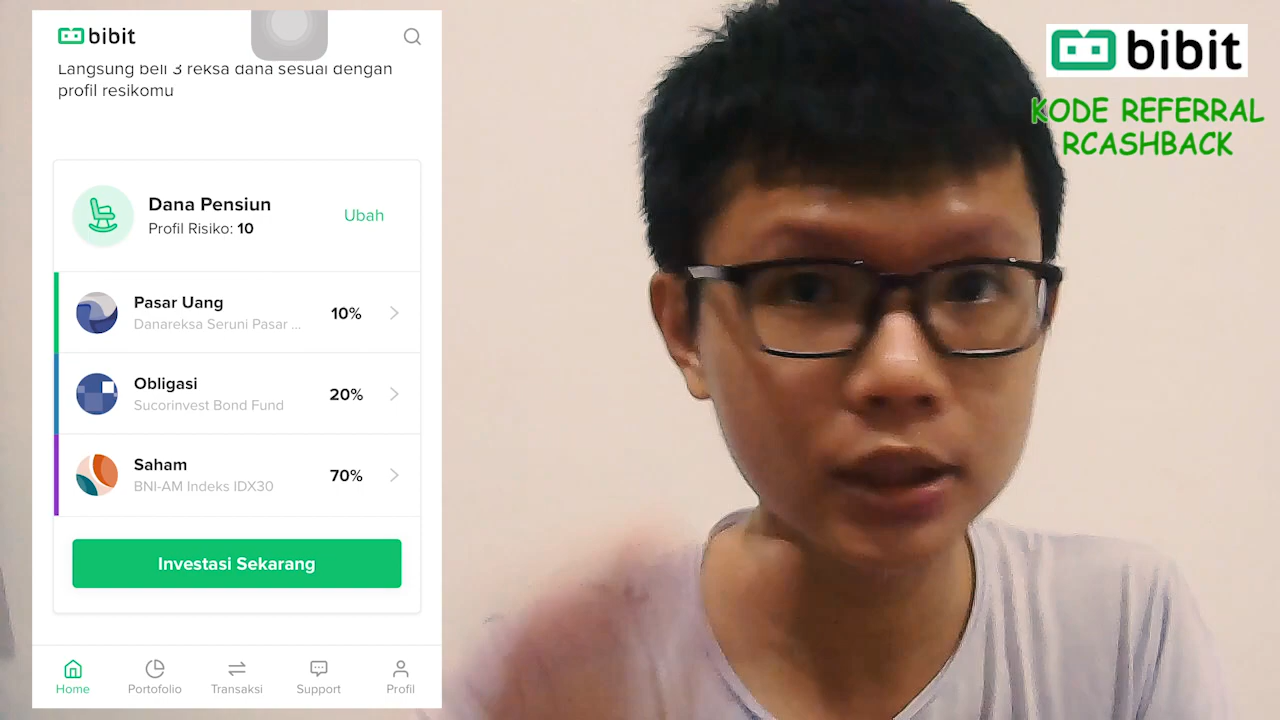 bibit
Langsung beli 3 reksa dana sesuai dengan
profil resikomu
Dana Pensiun
Profil Risiko: 10
Ubah
Pasar Uang
Danareksa Seruni Pasar ...
10%
Obligasi
Sucorinvest Bond Fund
20%
Saham
BNI-AM Indeks IDX30
70%
Investasi Sekarang
Home
Portofolio
Transaksi
Support
Profil
bibit
KODE REFERRAL
RCASHBACK